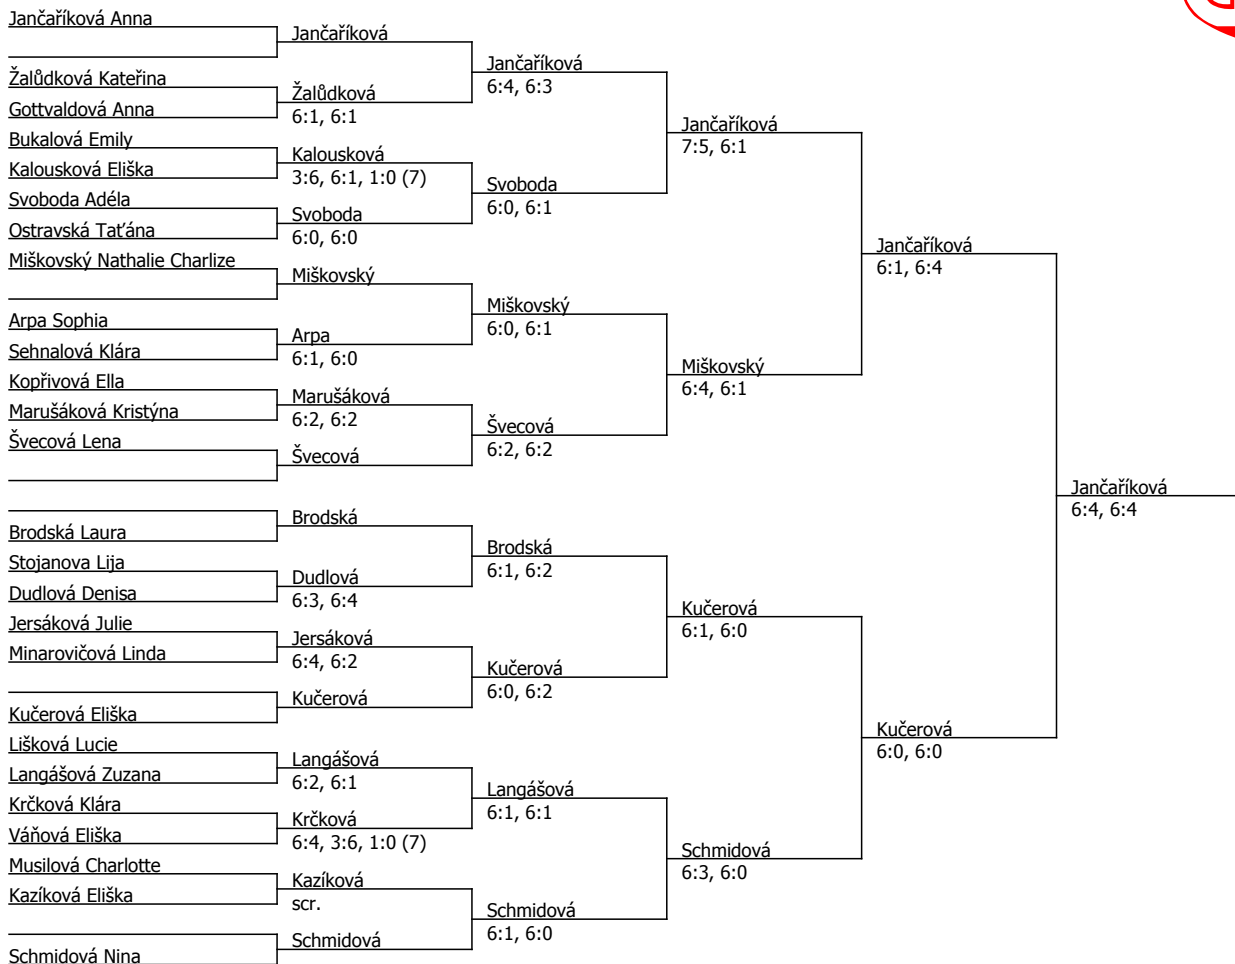 Jančaříková Anna
Žalůdková Kateřina
Gottvaldová Anna
Bukalová Emily
Kalousková Eliška
Svoboda Adéla
Ostravská Taťána
Miškovský Nathalie Charlize
Arpa Sophia
Sehnalová Klára
Kopřivová Ella
Marušáková Kristýna
Švecová Lena
Brodská Laura
Stojanova Lija
Dudlová Denisa
Jersáková Julie
Minarovičová Linda
Kučerová Eliška
Lišková Lucie
Langášová Zuzana
Krčková Klára
Váňová Eliška
Musilová Charlotte
Kazíková Eliška
Schmidová Nina
Jančaříková
Žalůdková
6:1, 6:1
Kalousková
3:6, 6:1, 1:0 (7)
Svoboda
6:0, 6:0
Miškovský
Arpa
6:1, 6:0
Marušáková
6:2, 6:2
Švecová
Brodská
Dudlová
6:3, 6:4
Jersáková
6:4, 6:2
Kučerová
Langášová
6:2, 6:1
Krčková
6:4, 3:6, 1:0 (7)
Kazíková
scr.
Schmidová
Jančaříková
6:4, 6:3
Svoboda
6:0, 6:1
Miškovský
6:0, 6:1
Švecová
6:2, 6:2
Brodská
6:1, 6:2
Kučerová
6:0, 6:2
Langášová
6:1, 6:1
Schmidová
6:1, 6:0
Jančaříková
7:5, 6:1
Miškovský
6:4, 6:1
Kučerová
6:1, 6:0
Schmidová
6:3, 6:0
Jančaříková
6:1, 6:4
Kučerová
6:0, 6:0
Jančaříková
6:4, 6:4